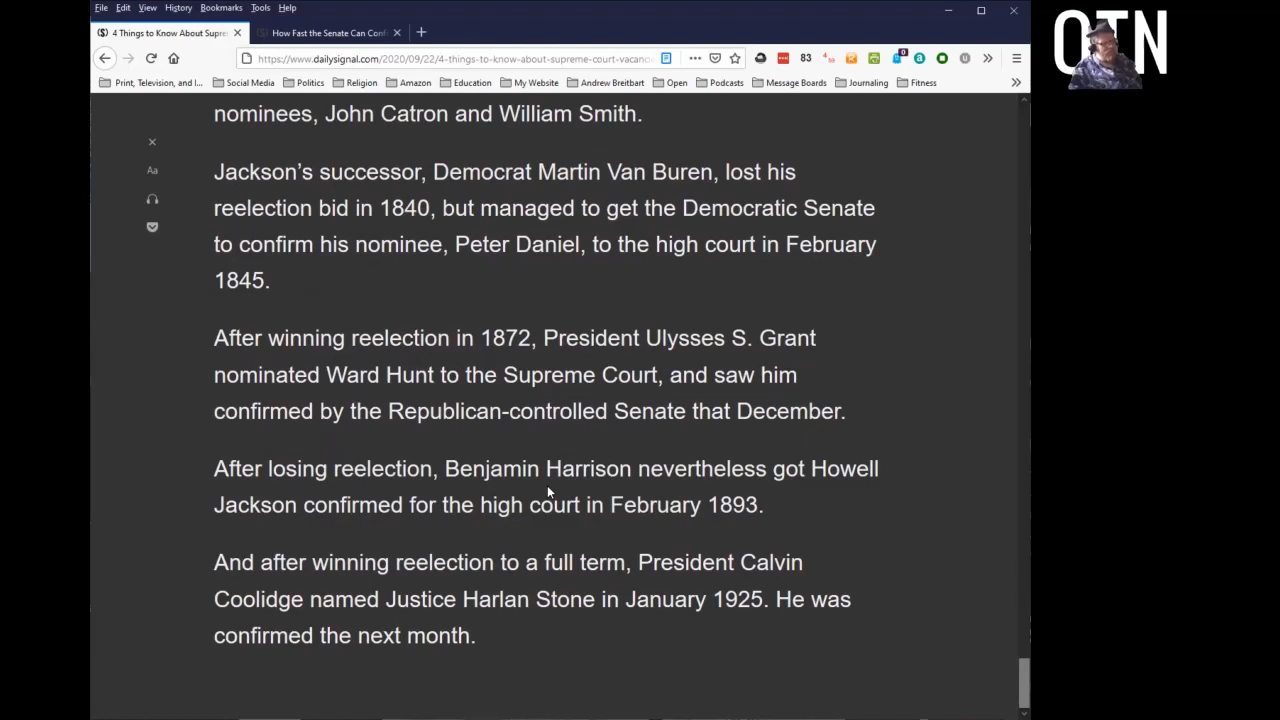 File Edit View History Bookmarks Tools Help
4 Things to Know About Supre
How Fast the Senate Can Conf
https://www.dailysignal.com/2020/09/22/4-things-to-know-about-supreme-court-vacanc
83
0
Print, Television, and I... Social Media Politics Religion Amazon Education My Website Andrew Breitbart Open Podcasts Message Boards Journaling Fitness
OTN
nominees, John Catron and William Smith.
Aa
Jackson’s successor, Democrat Martin Van Buren, lost his
reelection bid in 1840, but managed to get the Democratic Senate
to confirm his nominee, Peter Daniel, to the high court in February
1845.
After winning reelection in 1872, President Ulysses S. Grant
nominated Ward Hunt to the Supreme Court, and saw him
confirmed by the Republican-controlled Senate that December.
After losing reelection, Benjamin Harrison nevertheless got Howell
Jackson confirmed for the high court in February 1893.
And after winning reelection to a full term, President Calvin
Coolidge named Justice Harlan Stone in January 1925. He was
confirmed the next month.